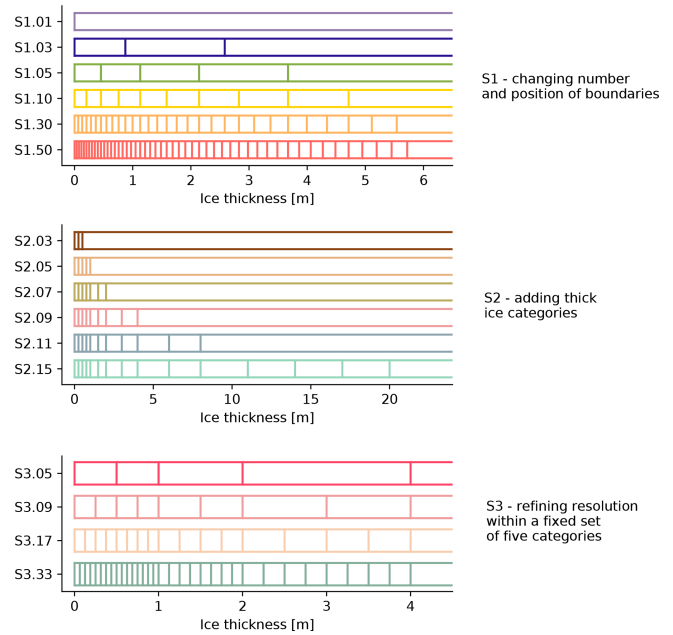 S1.01
S1.03
S1.05
S1.10
S1.30
S1.50
0 1 2 3 4 5 6
Ice thickness [m]
S1 - changing number
and position of boundaries
S2.03
S2.05
S2.07
S2.09
S2.11
S2.15
0 5 10 15 20
Ice thickness [m]
S2 - adding thick
ice categories
S3.05
S3.09
S3.17
S3.33
0 1 2 3 4
Ice thickness [m]
S3 - refining resolution
within a fixed set
of five categories